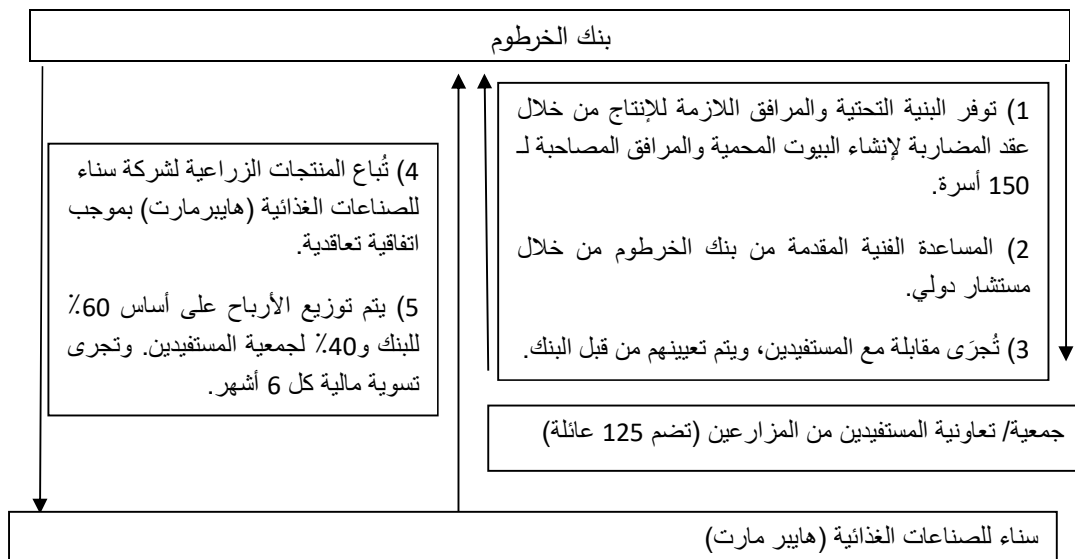 بنك الخرطوم
1) توفر البنية التحتية والمرافق اللازمة للإنتاج من خلال
عقد المضاربة لإنشاء البيوت المحمية والمرافق المصاحبة لـ
150 أسرة.
2) المساعدة الفنية المقدمة من بنك الخرطوم من خلال
مستشار دولي.
3) تُجرَى مقابلة مع المستفيدين، ويتم تعيينهم من قبل البنك.
4) تُباع المنتجات الزراعية لشركة سناء
للصناعات الغذائية (هايبرمارت) بموجب
اتفاقية تعاقدية.
5) يتم توزيع الأرباح على أساس 60٪
للبنك و40٪ لجمعية المستفيدين. وتجرى
تسوية مالية كل 6 أشهر.
جمعية/ تعاونية المستفيدين من المزارعين (تضم 125 عائلة)
سناء للصناعات الغذائية (هايبر مارت)